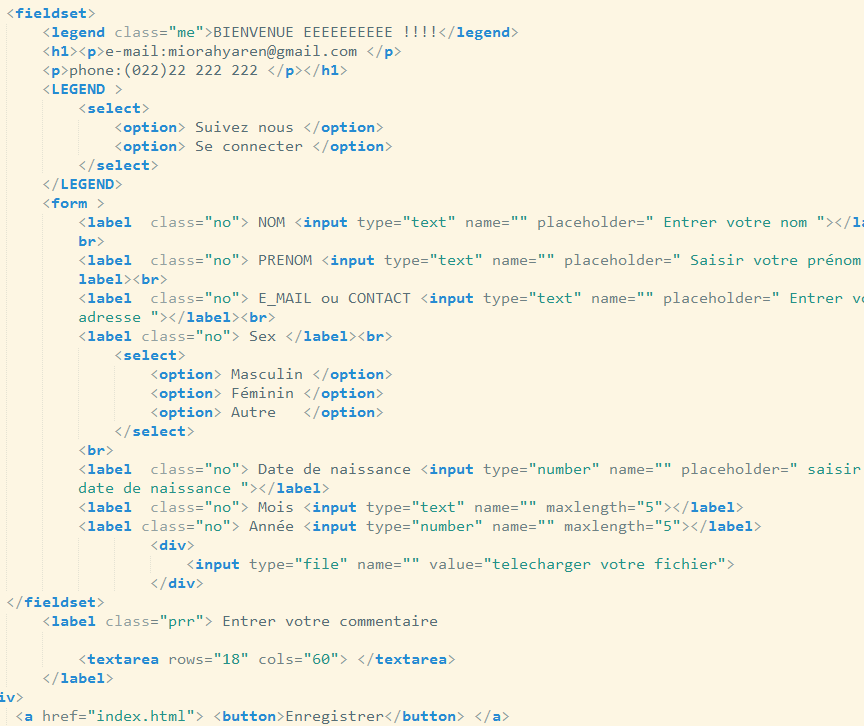 <fieldset>
<legend class="me">BIENVENUE EEEEEEEEEE !!!!</legend>
<h1><p>e-mail:miorahyaren@gmail.com </p>
<p>phone:(022)22 222 222 </p></h1>
<LEGEND >
<select>
<option> Suivez nous </option>
<option> Se connecter </option>
</select>
</LEGEND>
<form >
<label  class="no"> NOM <input type="text" name="" placeholder=" Entrer votre nom "></la
br>
<label  class="no"> PRENOM <input type="text" name="" placeholder=" Saisir votre prénom
label><br>
<label  class="no"> E_MAIL ou CONTACT <input type="text" name="" placeholder=" Entrer vo
adresse "></label><br>
<label class="no"> Sex </label><br>
<select>
<option> Masculin </option>
<option> Féminin </option>
<option> Autre   </option>
</select>
<br>
<label  class="no"> Date de naissance <input type="number" name="" placeholder=" saisir
date de naissance "></label>
<label  class="no"> Mois <input type="text" name="" maxlength="5"></label>
<label class="no"> Année <input type="number" name="" maxlength="5"></label>
<div>
<input type="file" name="" value="telecharger votre fichier">
</div>
</fieldset>
<label class="prr"> Entrer votre commentaire
<textarea rows="18" cols="60"> </textarea>
</label>
iv>
<a href="index.html"> <button>Enregistrer</button> </a>